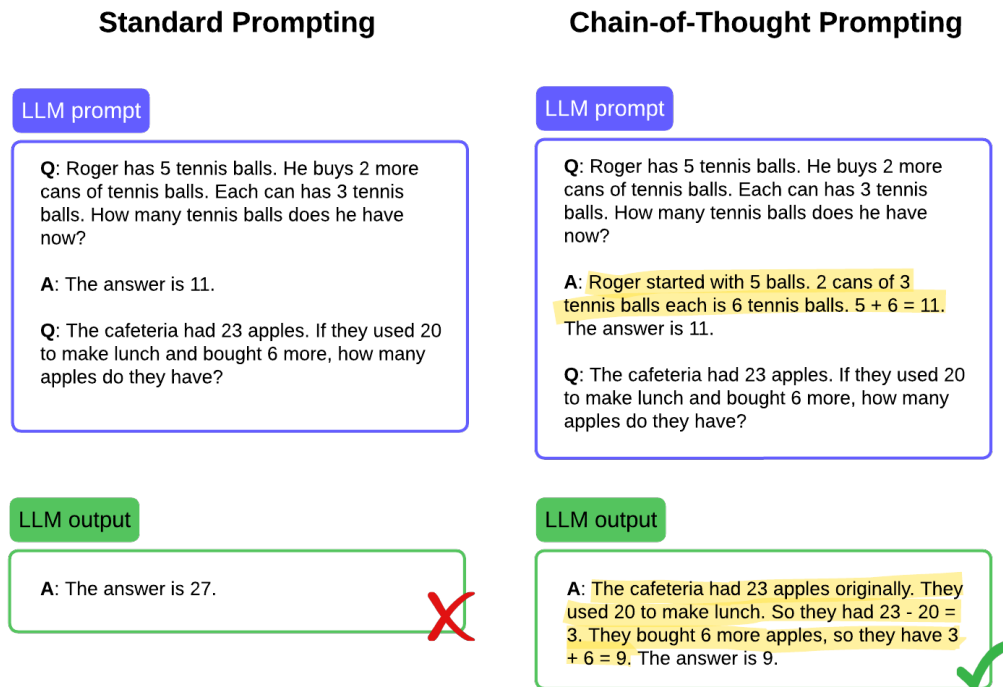 Standard Prompting
LLM prompt
Q: Roger has 5 tennis balls. He buys 2 more
cans of tennis balls. Each can has 3 tennis
balls. How many tennis balls does he have
now?
A: The answer is 11.
Q: The cafeteria had 23 apples. If they used 20
to make lunch and bought 6 more, how many
apples do they have?
LLM output
A: The answer is 27.
Chain-of-Thought Prompting
LLM prompt
Q: Roger has 5 tennis balls. He buys 2 more
cans of tennis balls. Each can has 3 tennis
balls. How many tennis balls does he have
now?
A: Roger started with 5 balls. 2 cans of 3
tennis balls each is 6 tennis balls. 5 + 6 = 11.
The answer is 11.
Q: The cafeteria had 23 apples. If they used 20
to make lunch and bought 6 more, how many
apples do they have?
LLM output
A: The cafeteria had 23 apples originally. They
used 20 to make lunch. So they had 23 - 20 =
3. They bought 6 more apples, so they have 3
+ 6 = 9. The answer is 9.